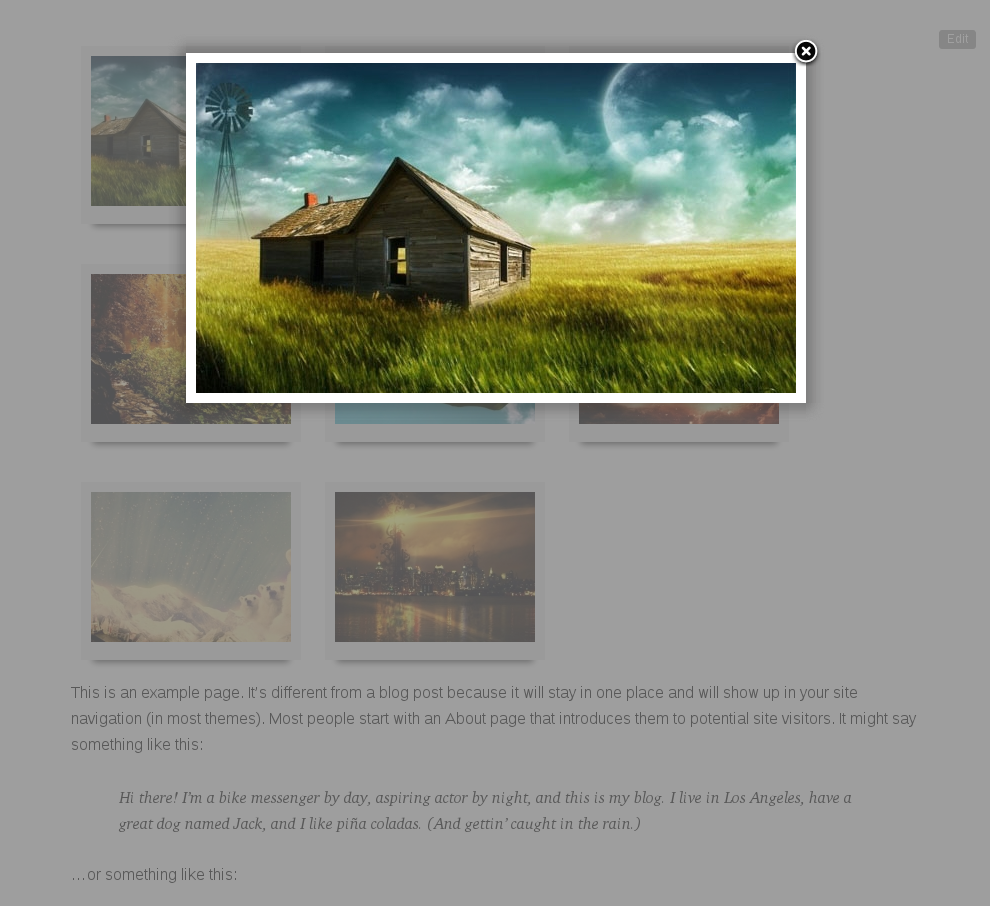 Edit
This is an example page. It's different from a blog post because it will stay in one place and will show up in your site
navigation (in most themes). Most people start with an About page that introduces them to potential site visitors. It might say
something like this:
Hi there! I'm a bike messenger by day, aspiring actor by night, and this is my blog. I live in Los Angeles, have a
great dog named Jack, and I like piña coladas. (And gettin' caught in the rain.)
…or something like this: